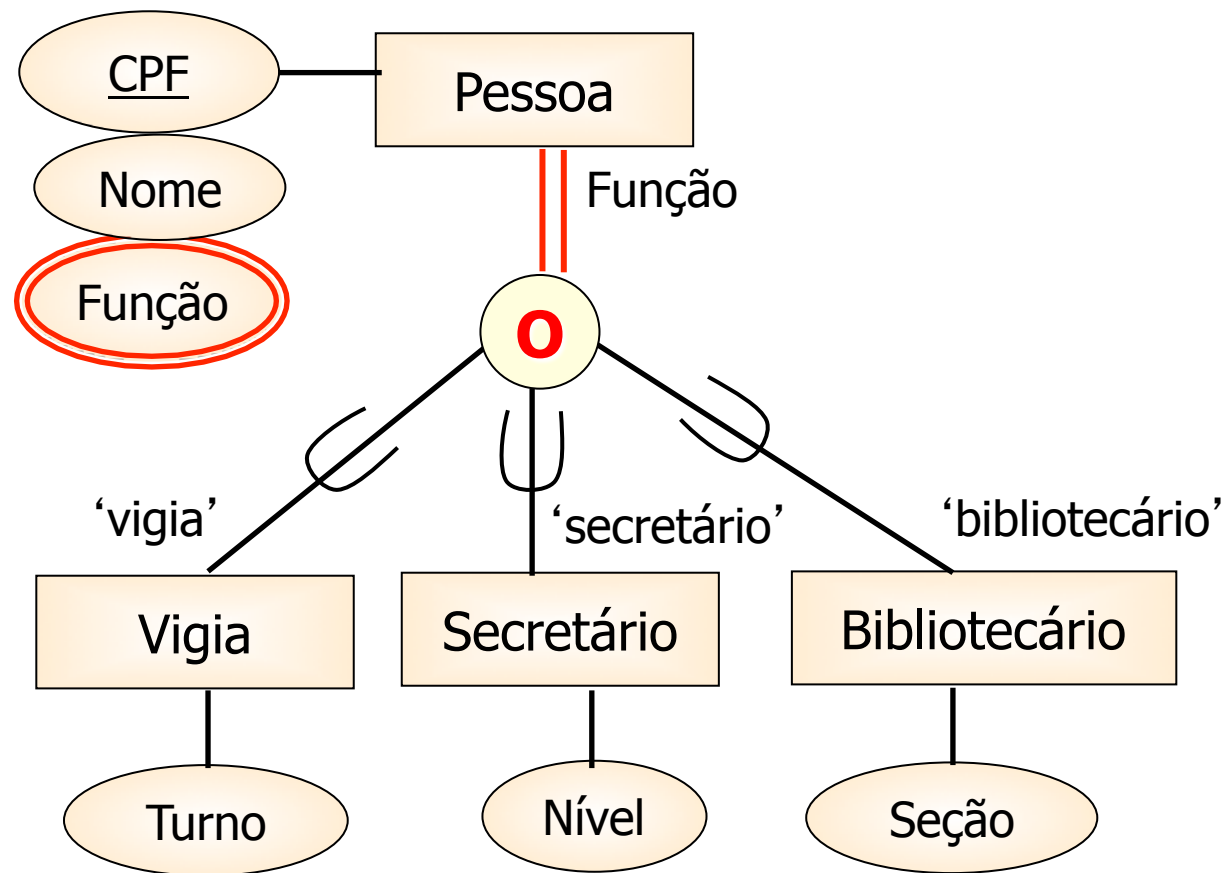 CPF
Pessoa
Nome
Função
Função
O
‘vigia’
‘secretário’
‘bibliotecário’
Vigia
Secretário
Bibliotecário
Turno
Nível
Seção